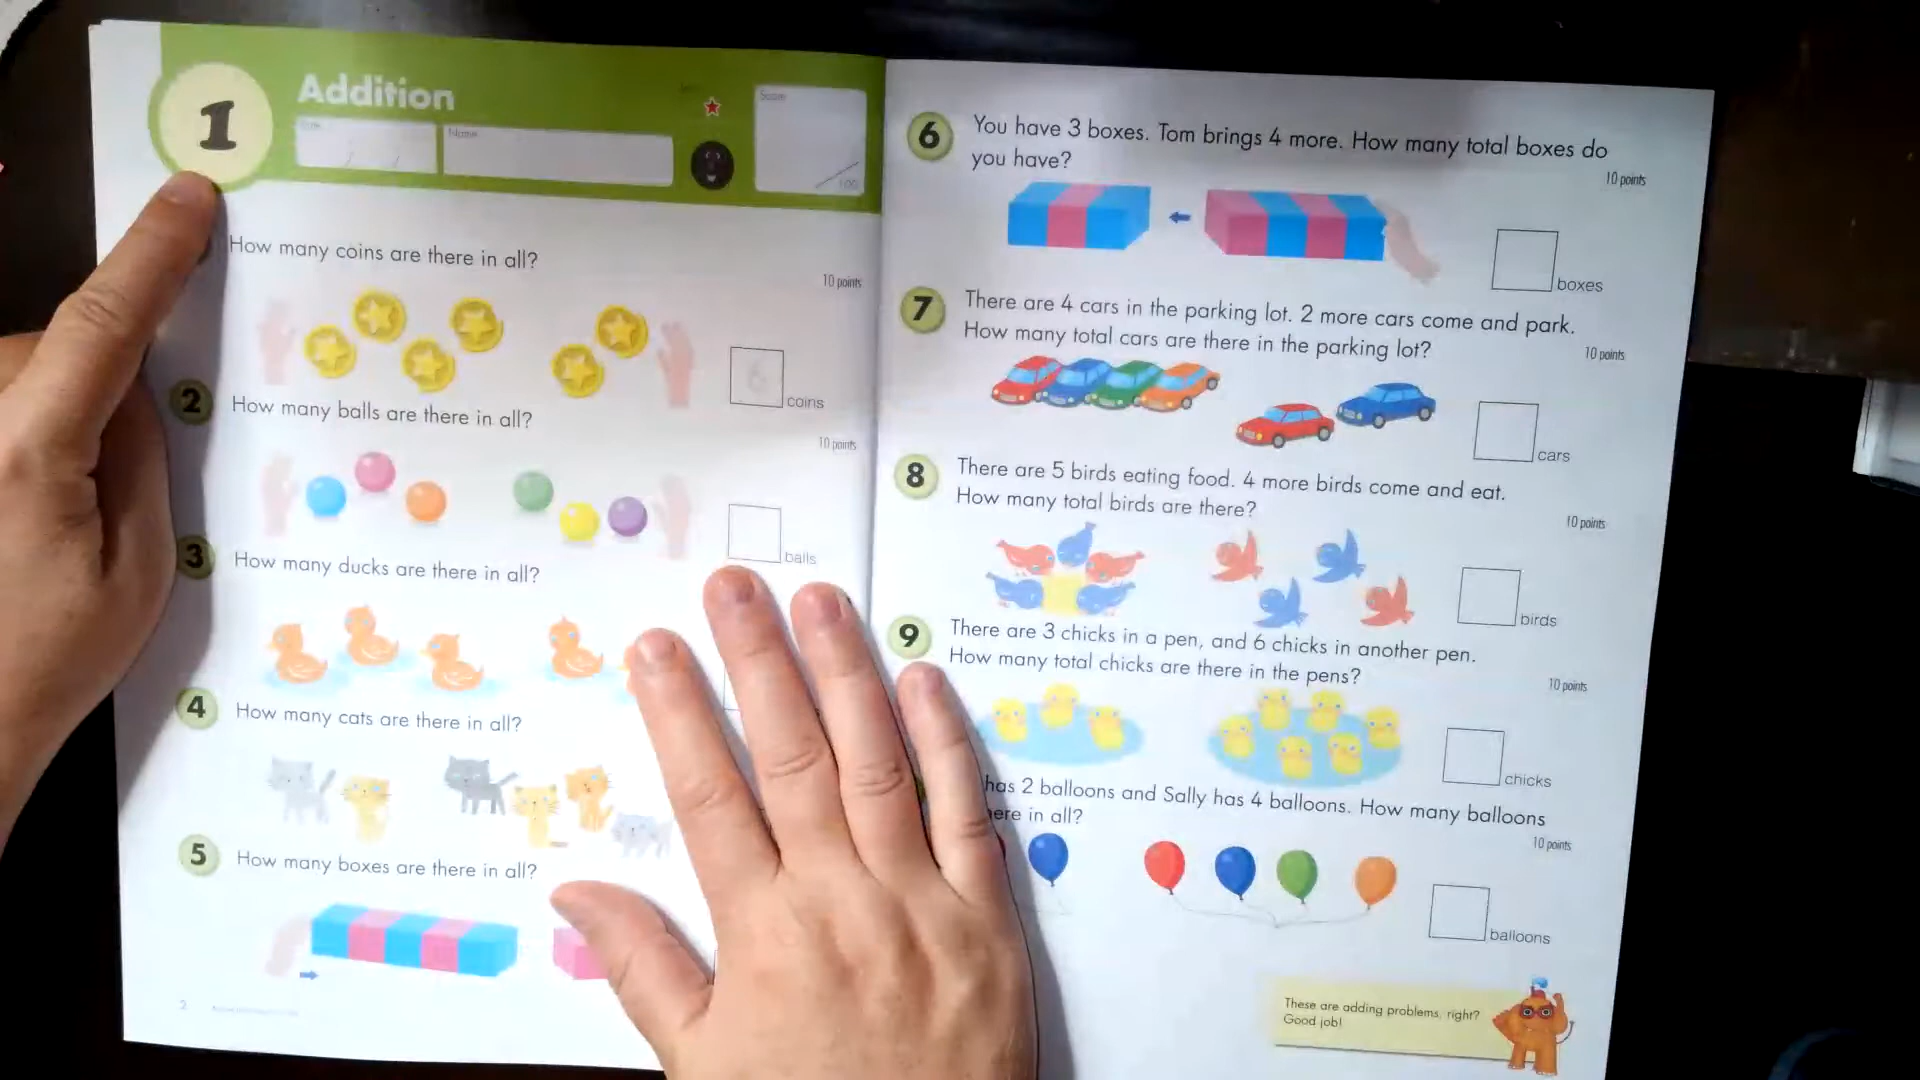 1
Addition
Name
Score
100
How many coins are there in all?
10 points
6
coins
2
How many balls are there in all?
10 points
balls
3
How many ducks are there in all?
4
How many cats are there in all?
5
How many boxes are there in all?
2
6
You have 3 boxes. Tom brings 4 more. How many total boxes do
you have?
10 points
boxes
7
There are 4 cars in the parking lot. 2 more cars come and park.
How many total cars are there in the parking lot?
10 points
cars
8
There are 5 birds eating food. 4 more birds come and eat.
How many total birds are there?
10 points
birds
9
There are 3 chicks in a pen, and 6 chicks in another pen.
How many total chicks are there in the pens?
10 points
chicks
has 2 balloons and Sally has 4 balloons. How many balloons
in all?
10 points
balloons
These are adding problems, right?
Good job!